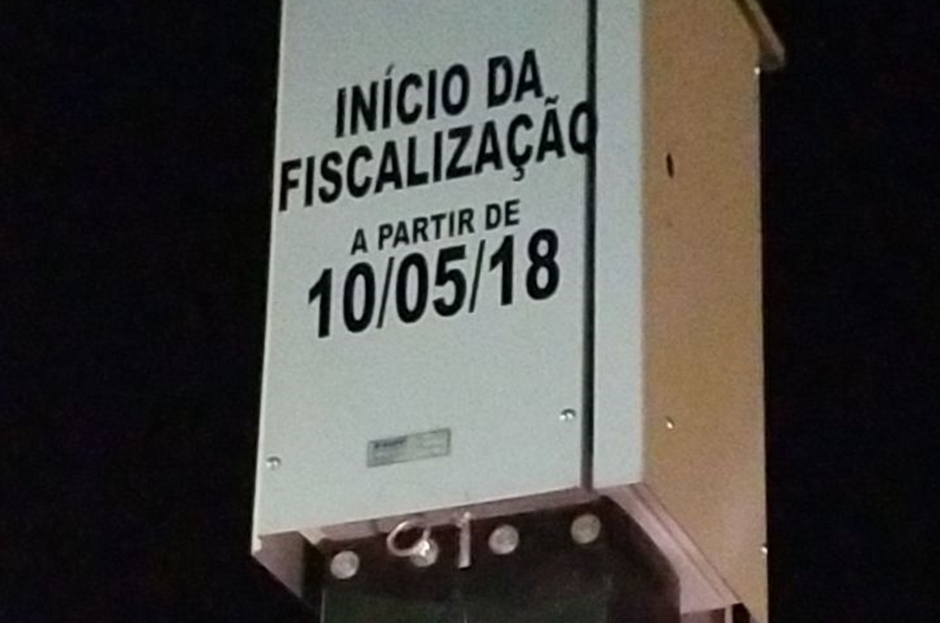 INÍCIO DA
FISCALIZAÇÃO
A PARTIR DE
10/05/18